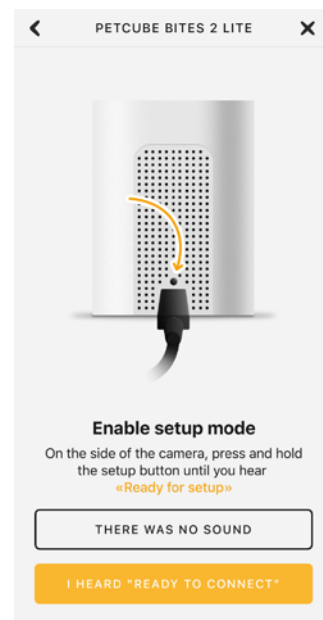 PETCUBE BITES 2 LITE
Enable setup mode
On the side of the camera, press and hold
the setup button until you hear
«Ready for setup»
THERE WAS NO SOUND
I HEARD "READY TO CONNECT"